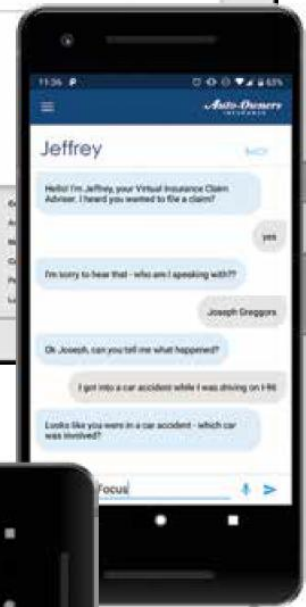 11:36
63%
Auto-Owners
INSURANCE
Jeffrey
Hello! I'm Jeffrey, your Virtual Insurance Claim
Adviser. I heard you wanted to file a claim?
yes
I'm sorry to hear that - who am I speaking with??
Joseph Greggors
Ok Joseph, can you tell me what happened?
I got into a car accident while I was driving on I-96
Looks like you were in a car accident - which car
was involved?
Focus